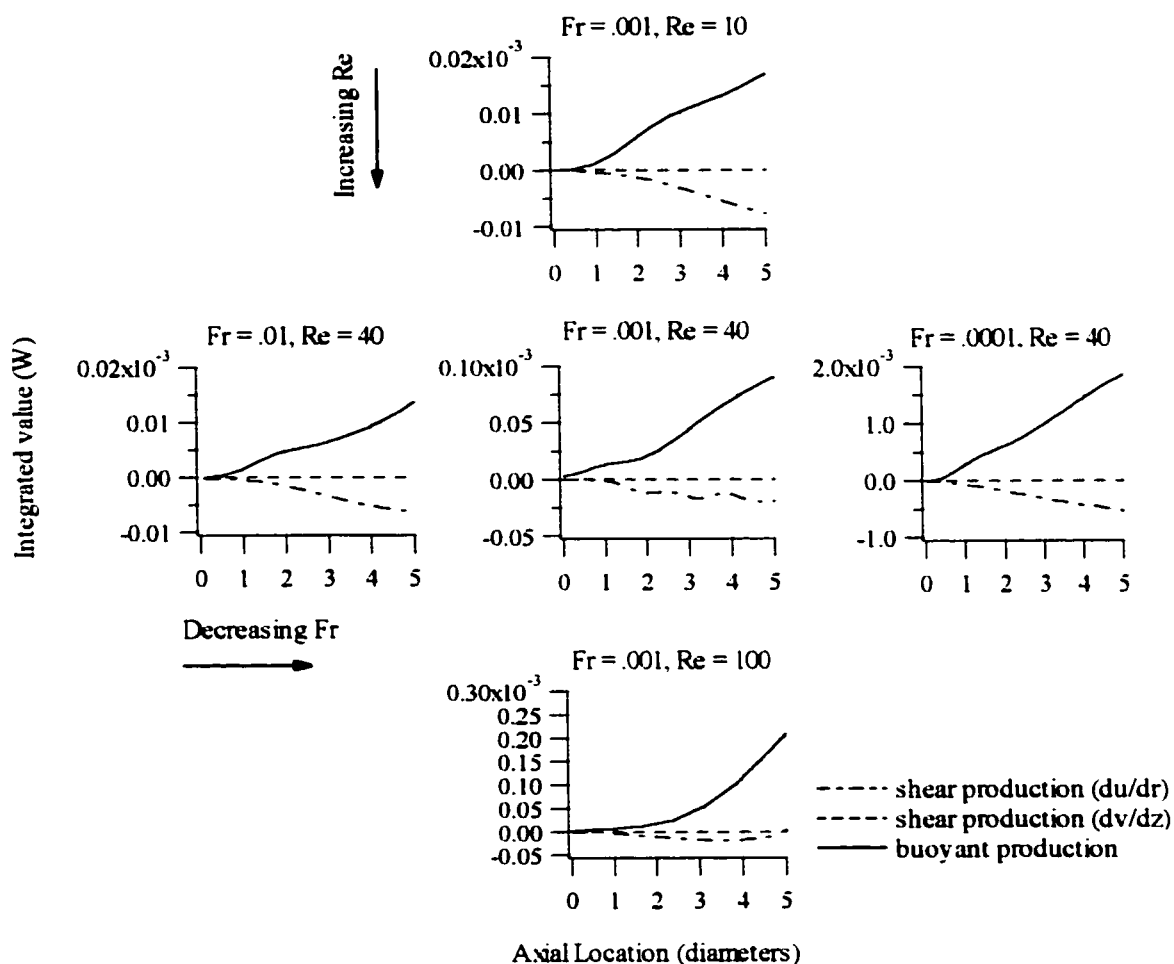 Fr = .001, Re = 10
Increasing Re
0.02x10⁻³
0.01
0.00
-0.01
0 1 2 3 4 5
Integrated value (W)
Fr = .01, Re = 40
0.02x10⁻³
0.01
0.00
-0.01
0 1 2 3 4 5
Fr = .001, Re = 40
0.10x10⁻³
0.05
0.00
-0.05
0 1 2 3 4 5
Fr = .0001, Re = 40
2.0x10⁻³
1.0
0.0
-1.0
0 1 2 3 4 5
Decreasing Fr
Fr = .001, Re = 100
0.30x10⁻³
0.25
0.20
0.15
0.10
0.05
0.00
-0.05
0 1 2 3 4 5
shear production (du/dr)
shear production (dv/dz)
buoyant production
Axial Location (diameters)